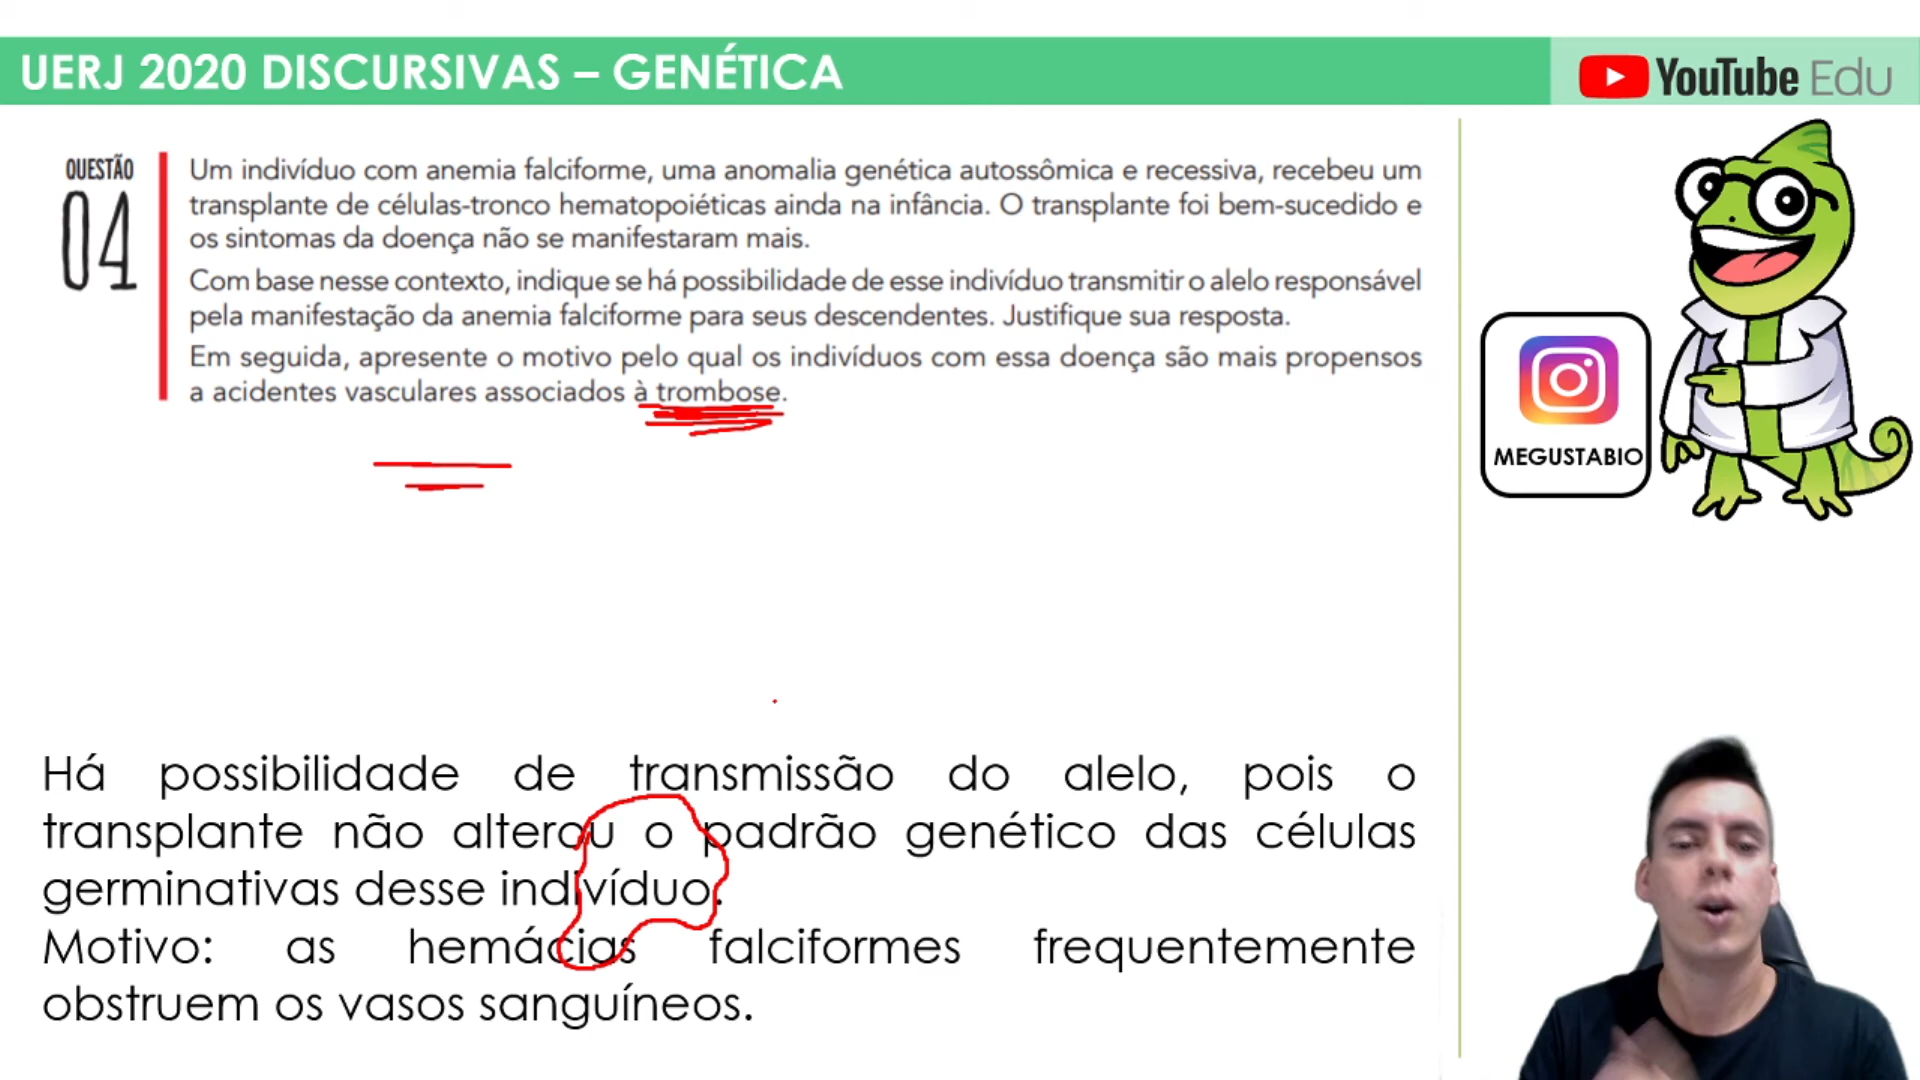 UERJ 2020 DISCURSIVAS – GENÉTICA
YouTube Edu
QUESTÃO
04
Um indivíduo com anemia falciforme, uma anomalia genética autossômica e recessiva, recebeu um
transplante de células-tronco hematopoiéticas ainda na infância. O transplante foi bem-sucedido e
os sintomas da doença não se manifestaram mais.
Com base nesse contexto, indique se há possibilidade de esse indivíduo transmitir o alelo responsável
pela manifestação da anemia falciforme para seus descendentes. Justifique sua resposta.
Em seguida, apresente o motivo pelo qual os indivíduos com essa doença são mais propensos
a acidentes vasculares associados à trombose.
MEGUSTABIO
Há possibilidade de transmissão do alelo, pois o
transplante não alterou o padrão genético das células
germinativas desse indivíduo.
Motivo: as hemácias falciformes frequentemente
obstruem os vasos sanguíneos.